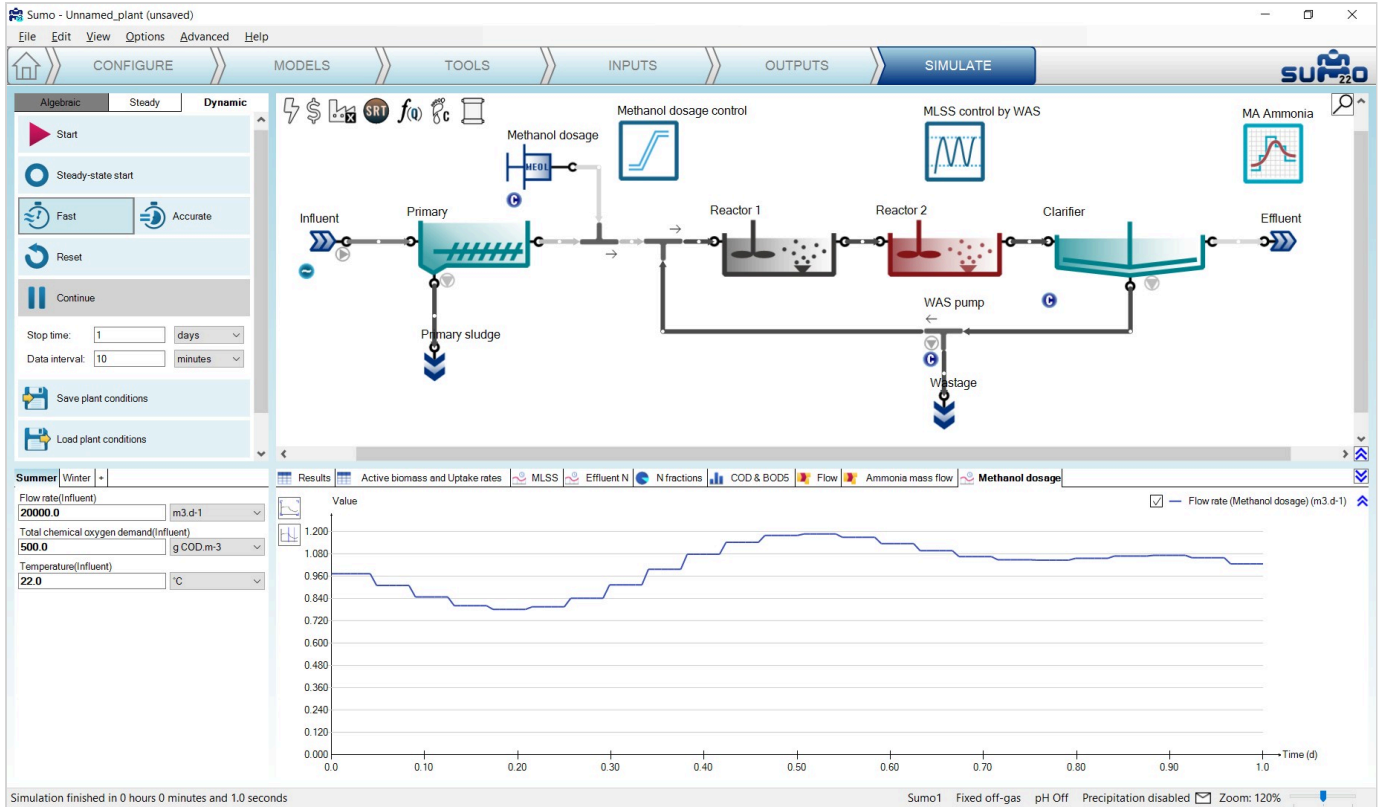 Sumo - Unnamed_plant (unsaved)
File Edit View Options Advanced Help
CONFIGURE MODELS TOOLS INPUTS OUTPUTS SIMULATE
SUMO 22
Algebraic Steady Dynamic
Start
Steady-state start
Fast Accurate
Reset
Continue
Stop time: 1 days
Data interval: 10 minutes
Save plant conditions
Load plant conditions
$ SRT f(Q) C
Methanol dosage control
MLSS control by WAS
MA Ammonia
Methanol dosage
MEOL
C
Influent
Primary
Reactor 1
Reactor 2
Clarifier
Effluent
WAS pump
C
C
Primary sludge
Wastage
Summer Winter +
Flow rate(Influent)
20000.0 m3.d-1
Total chemical oxygen demand(Influent)
500.0 g COD.m-3
Temperature(Influent)
22.0 °C
Results Active biomass and Uptake rates MLSS Effluent N N fractions COD & BOD5 Flow Ammonia mass flow Methanol dosage
Value
Flow rate (Methanol dosage) (m3.d-1)
1.200
1.080
0.960
0.840
0.720
0.600
0.480
0.360
0.240
0.120
0.000
0.0 0.10 0.20 0.30 0.40 0.50 0.60 0.70 0.80 0.90 1.0
Time (d)
Simulation finished in 0 hours 0 minutes and 1.0 seconds
Sumo1 Fixed off-gas pH Off Precipitation disabled Zoom: 120%